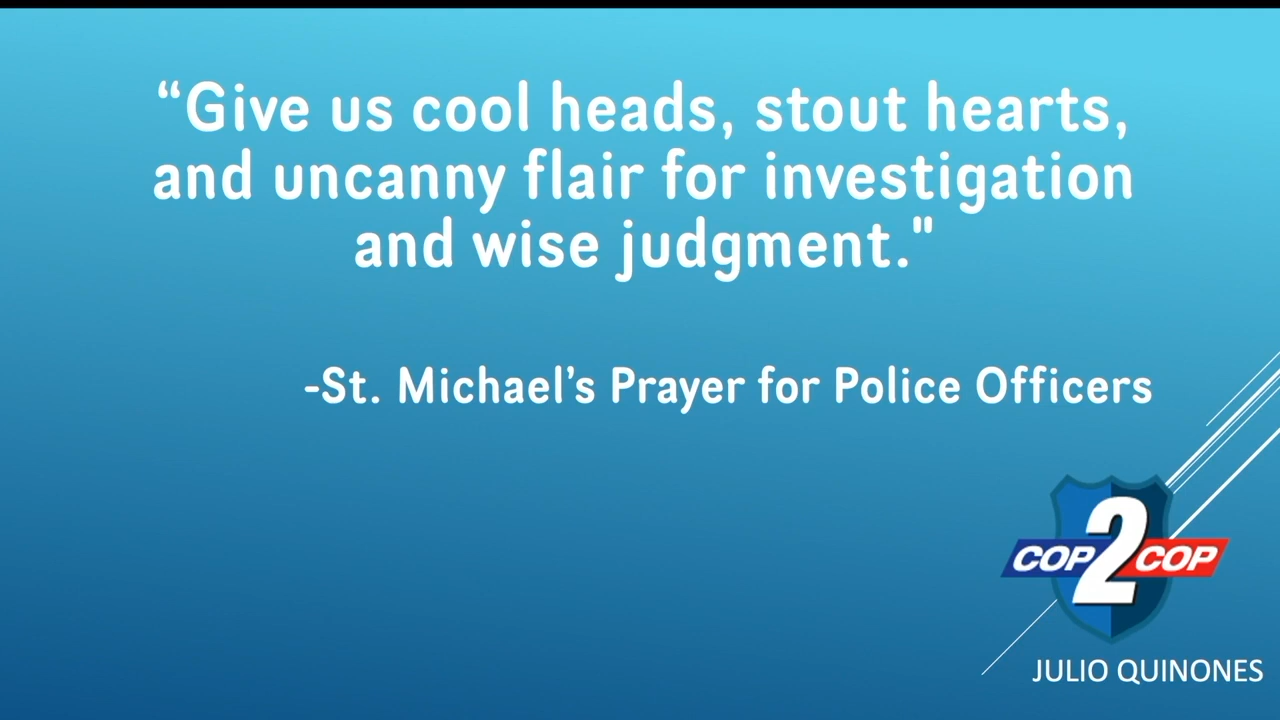 “Give us cool heads, stout hearts,
and uncanny flair for investigation
and wise judgment."
-St. Michael’s Prayer for Police Officers
COP 2 COP
JULIO QUINONES